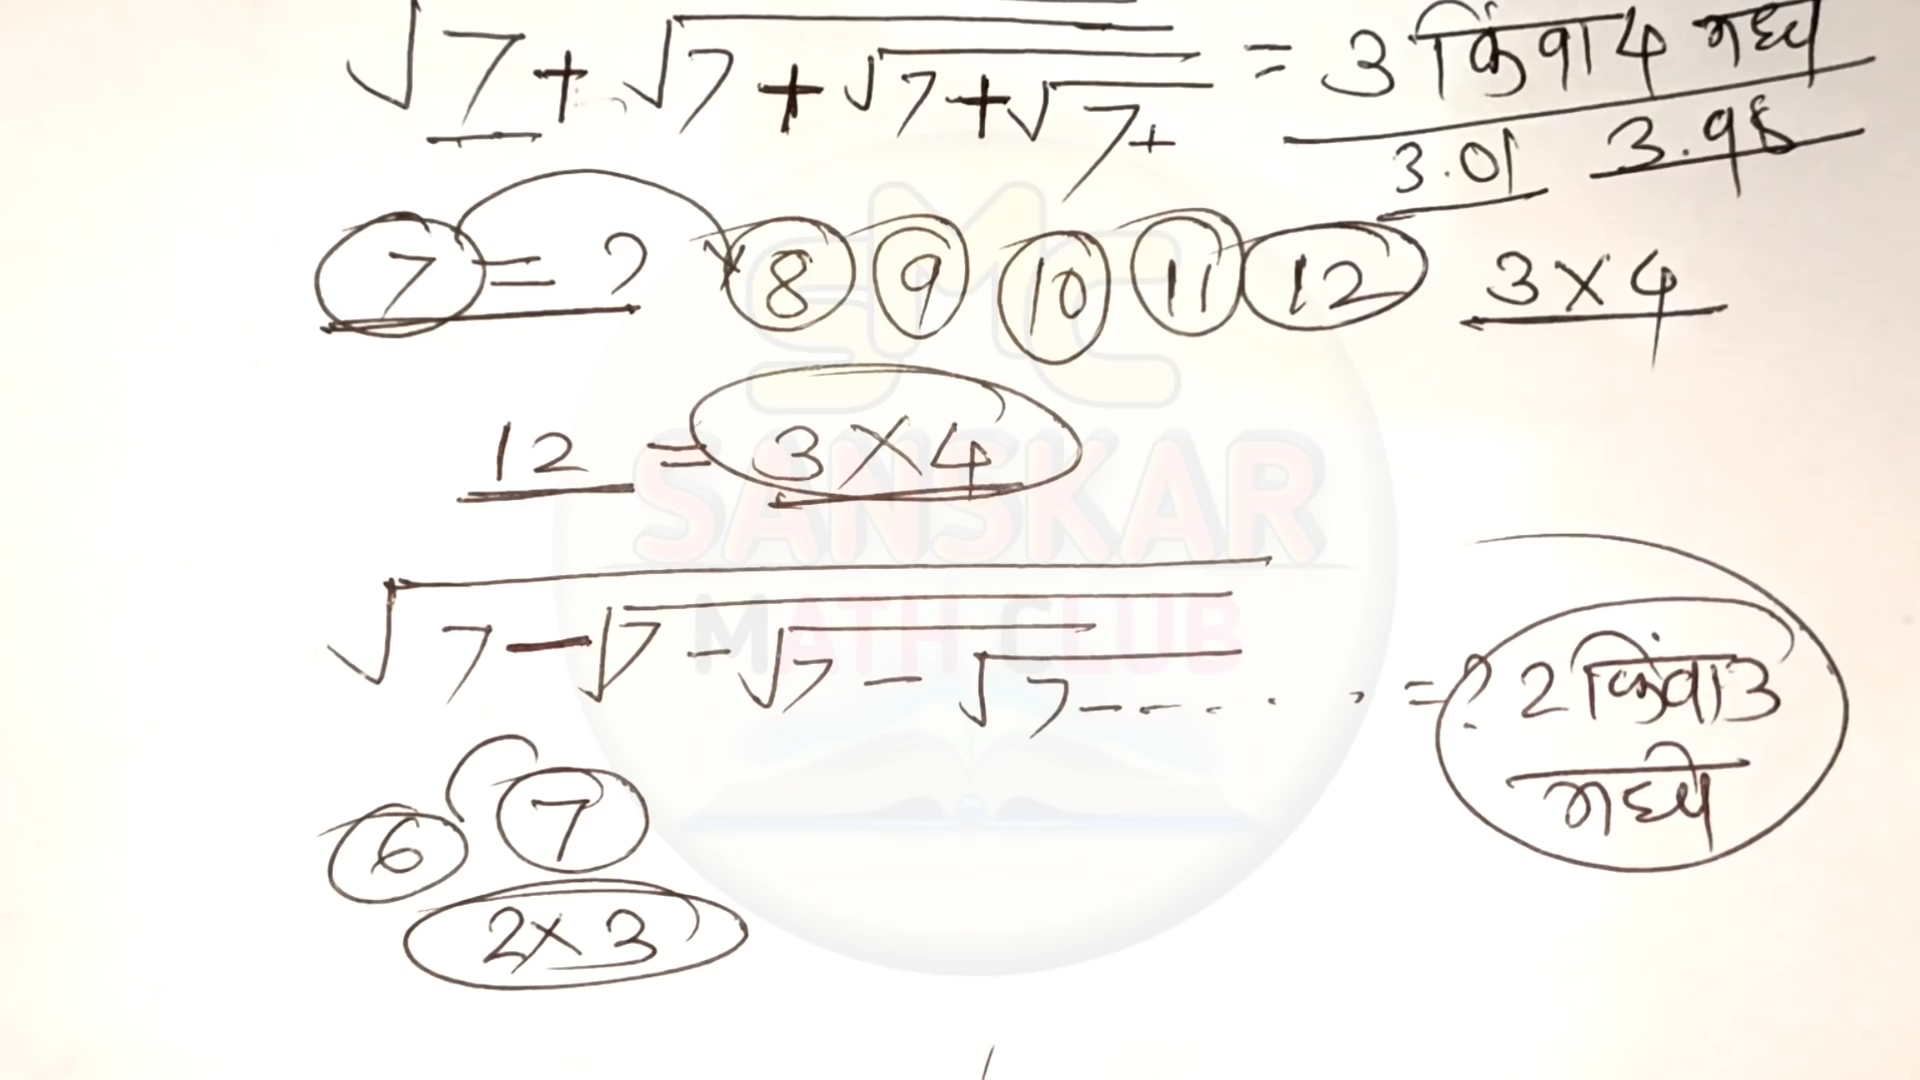 √7 + √7 + √7 + √7 + = 3 किंवा 4 मध्ये
3.01 3.98
7 = ? 8 9 10 11 12 3 × 4
12 = 3 × 4
√7 - √7 - √7 - √7 - - - - . . . = ? 2 किंवा 3
मध्ये
6 7
2 × 3
SMC
SANSKAR
MATH CLUB